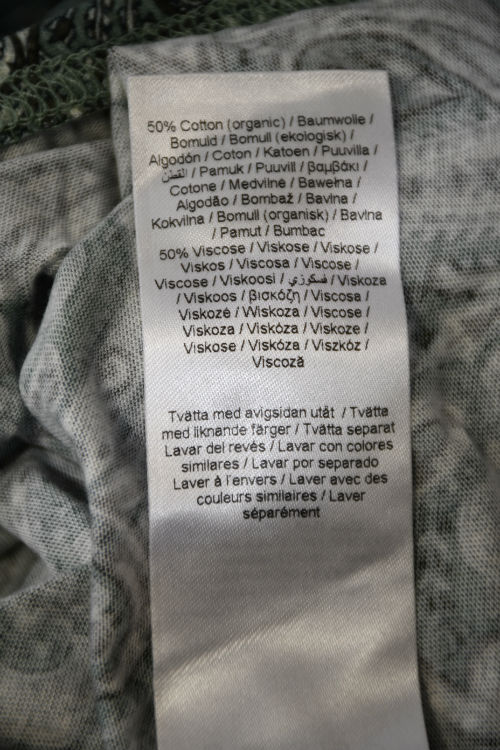 50% Cotton (organic) / Baumwolle /
Bomuld / Bomull (ekologisk) /
Algodón / Coton / Katoen / Puuvilla /
القطن / Pamuk / Puuvill / βαμβάκι /
Cotone / Medvilnė / Bawełna /
Algodão / Bombaž / Bavlna /
Kokvilna / Bomull (organisk) / Bavlna
/ Pamut / Bumbac
50% Viscose / Viskose / Viskose /
Viskos / Viscosa / Viscose /
Viscose / Viskoosi / فسكوزي / Viskoza
/ Viskoos / βισκόζη / Viscosa /
Viskozė / Wiskoza / Viscose /
Viskoza / Viskóza / Viskoze /
Viskose / Viskóza / Viszkóz /
Viscoză
Tvätta med avigsidan utåt / Tvätta
med liknande färger / Tvätta separat
Lavar del revés / Lavar con colores
similares / Lavar por separado
Laver à l'envers / Laver avec des
couleurs similaires / Laver
séparément